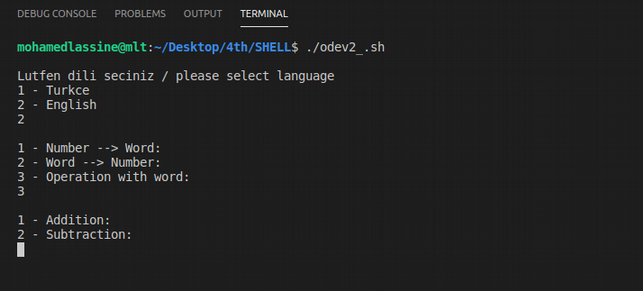 DEBUG CONSOLE PROBLEMS OUTPUT TERMINAL
mohamedlassine@mlt:~/Desktop/4th/SHELL$ ./odev2_.sh
Lutfen dili seciniz / please select language
1 - Turkce
2 - English
2
1 - Number --> Word:
2 - Word --> Number:
3 - Operation with word:
3
1 - Addition:
2 - Subtraction: